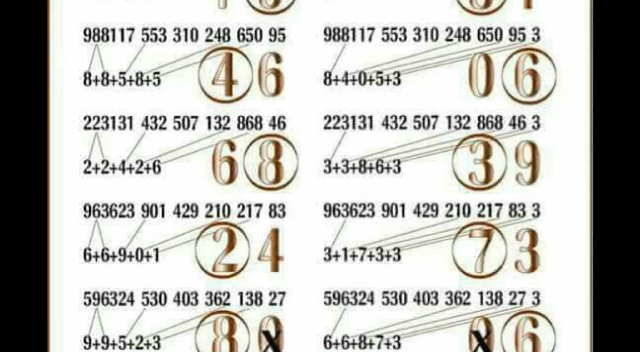 988117 553 310 248 650 95
8+8+5+8+5 4 6
988117 553 310 248 650 95 3
8+4+0+5+3 0 6
223131 432 507 132 868 46
2+2+4+2+6 6 8
223131 432 507 132 868 46 3
3+3+8+6+3 3 9
963623 901 429 210 217 83
6+6+9+0+1 2 4
963623 901 429 210 217 83 3
3+1+7+3+3 7 3
596324 530 403 362 138 27
9+9+5+2+3 8 x
596324 530 403 362 138 27 3
6+6+8+7+3 x 6